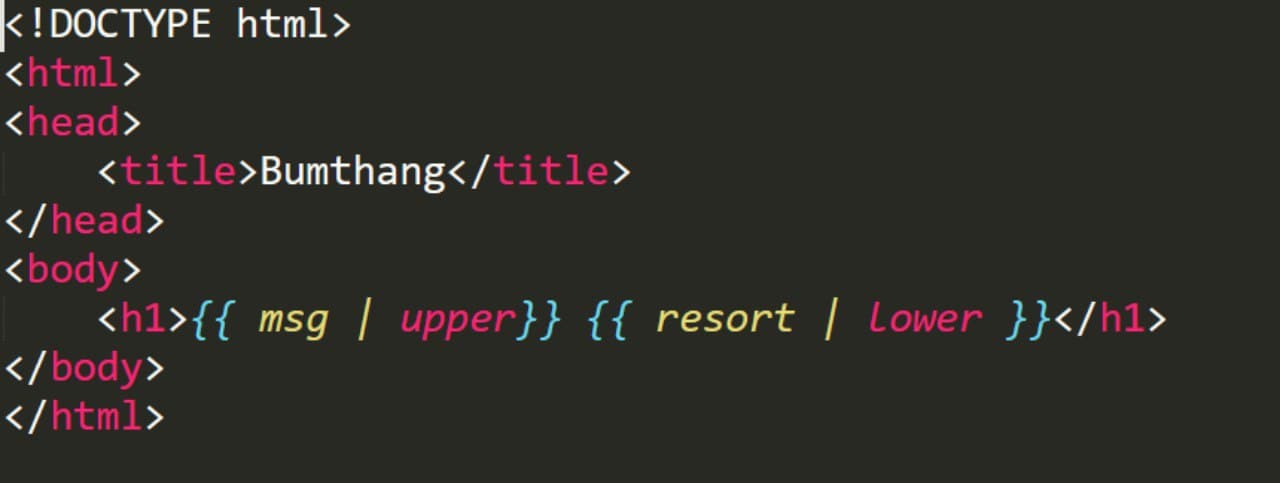 <!DOCTYPE html>
<html>
<head>
    <title>Bumthang</title>
</head>
<body>
    <h1>{{ msg | upper}} {{ resort | lower }}</h1>
</body>
</html>